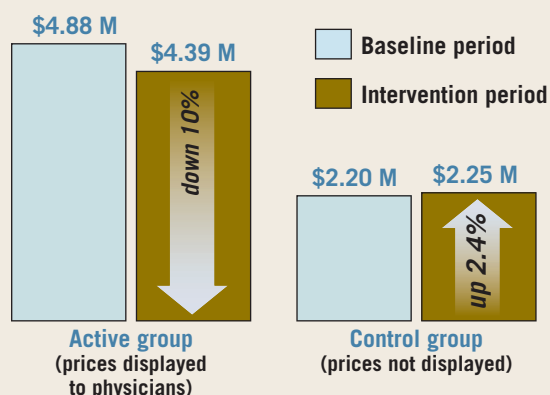 $4.88 M
$4.39 M
down 10%
Baseline period
Intervention period
$2.20 M
$2.25 M
up 2.4%
Active group
(prices displayed
to physicians)
Control group
(prices not displayed)